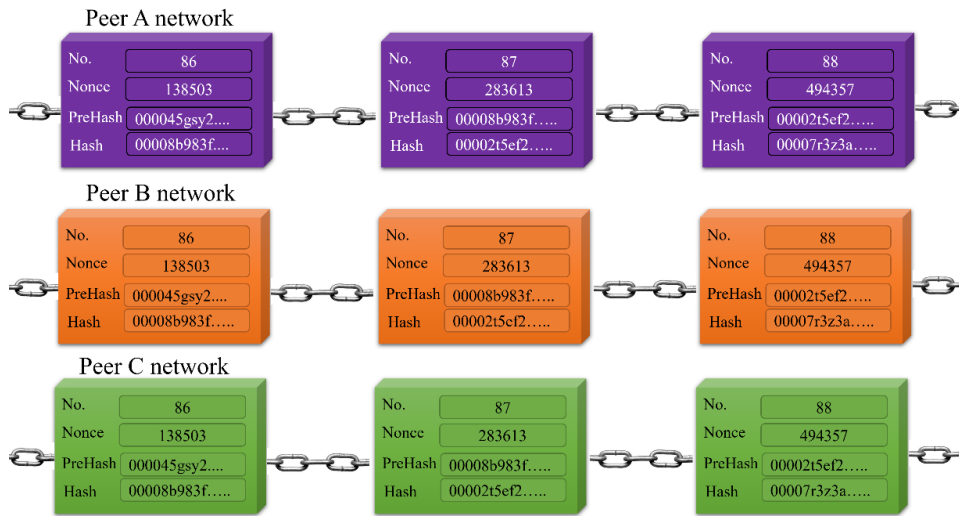 Peer A network
No. 86
Nonce 138503
PreHash 000045gsy2....
Hash 00008b983f....
No. 87
Nonce 283613
PreHash 00008b983f…..
Hash 00002t5ef2…..
No. 88
Nonce 494357
PreHash 00002t5ef2…..
Hash 00007r3z3a…..
Peer B network
No. 86
Nonce 138503
PreHash 000045gsy2....
Hash 00008b983f…..
No. 87
Nonce 283613
PreHash 00008b983f…..
Hash 00002t5cf2…..
No. 88
Nonce 494357
PreHash 00002t5ef2…..
Hash 00007r3z3a…..
Peer C network
No. 86
Nonce 138503
PreHash 000045gsy2....
Hash 00008b983f…..
No. 87
Nonce 283613
PreHash 00008b983f…..
Hash 00002t5ef2…..
No. 88
Nonce 494357
PreHash 00002t5ef2…..
Hash 00007r3z3a…..